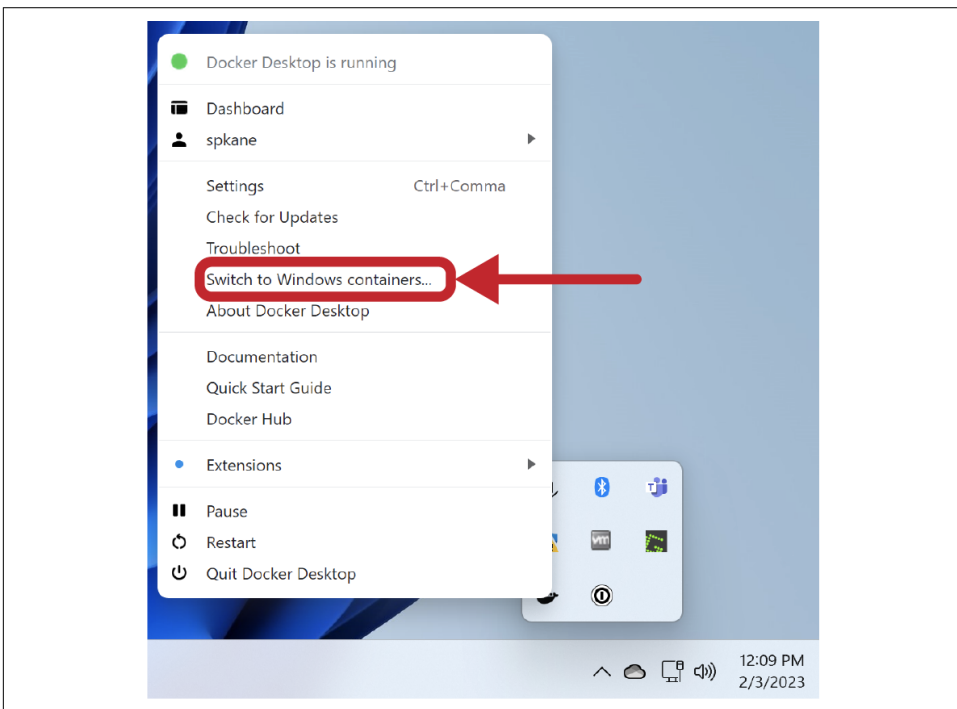 Docker Desktop is running
Dashboard
spkane
Settings Ctrl+Comma
Check for Updates
Troubleshoot
Switch to Windows containers...
About Docker Desktop
Documentation
Quick Start Guide
Docker Hub
Extensions
Pause
Restart
Quit Docker Desktop
vm
12:09 PM
2/3/2023